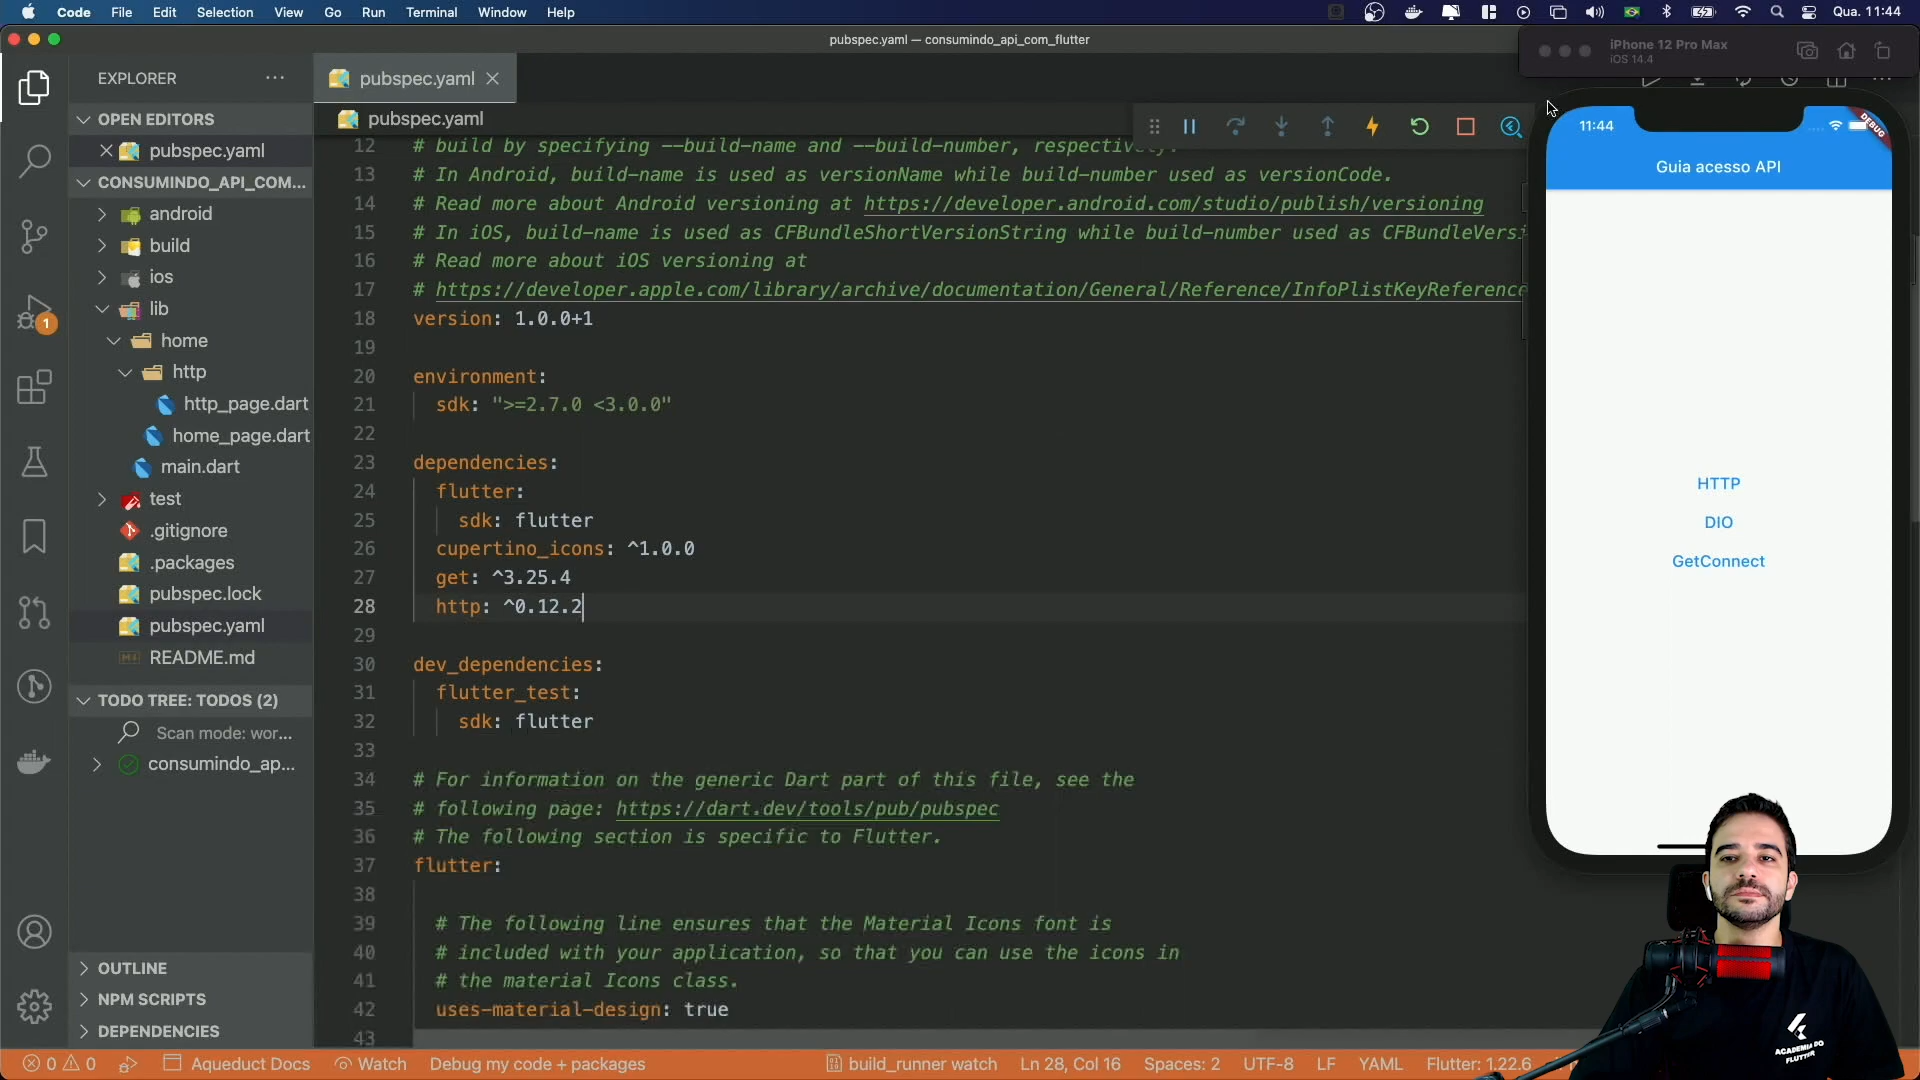 Code File Edit Selection View Go Run Terminal Window Help
Qua. 11:44
pubspec.yaml — consumindo_api_com_flutter
iPhone 12 Pro Max
iOS 14.4
EXPLORER
OPEN EDITORS
pubspec.yaml
CONSUMINDO_API_COM...
android
build
ios
lib
home
http
http_page.dart
home_page.dart
main.dart
test
.gitignore
.packages
pubspec.lock
pubspec.yaml
README.md
TODO TREE: TODOS (2)
Scan mode: wor...
consumindo_ap...
OUTLINE
NPM SCRIPTS
DEPENDENCIES
1
pubspec.yaml
pubspec.yaml
12 # build by specifying --build-name and --build-number, respectively.
13 # In Android, build-name is used as versionName while build-number used as versionCode.
14 # Read more about Android versioning at https://developer.android.com/studio/publish/versioning
15 # In iOS, build-name is used as CFBundleShortVersionString while build-number used as CFBundleVersi
16 # Read more about iOS versioning at
17 # https://developer.apple.com/library/archive/documentation/General/Reference/InfoPlistKeyReference
18 version: 1.0.0+1
19
20 environment:
21 sdk: ">=2.7.0 <3.0.0"
22
23 dependencies:
24 flutter:
25 sdk: flutter
26 cupertino_icons: ^1.0.0
27 get: ^3.25.4
28 http: ^0.12.2
29
30 dev_dependencies:
31 flutter_test:
32 sdk: flutter
33
34 # For information on the generic Dart part of this file, see the
35 # following page: https://dart.dev/tools/pub/pubspec
36 # The following section is specific to Flutter.
37 flutter:
38
39 # The following line ensures that the Material Icons font is
40 # included with your application, so that you can use the icons in
41 # the material Icons class.
42 uses-material-design: true
43
11:44
DEBUG
Guia acesso API
HTTP
DIO
GetConnect
ACADEMIA DO
FLUTTER
0 0 Aqueduct Docs Watch Debug my code + packages build_runner watch Ln 28, Col 16 Spaces: 2 UTF-8 LF YAML Flutter: 1.22.6